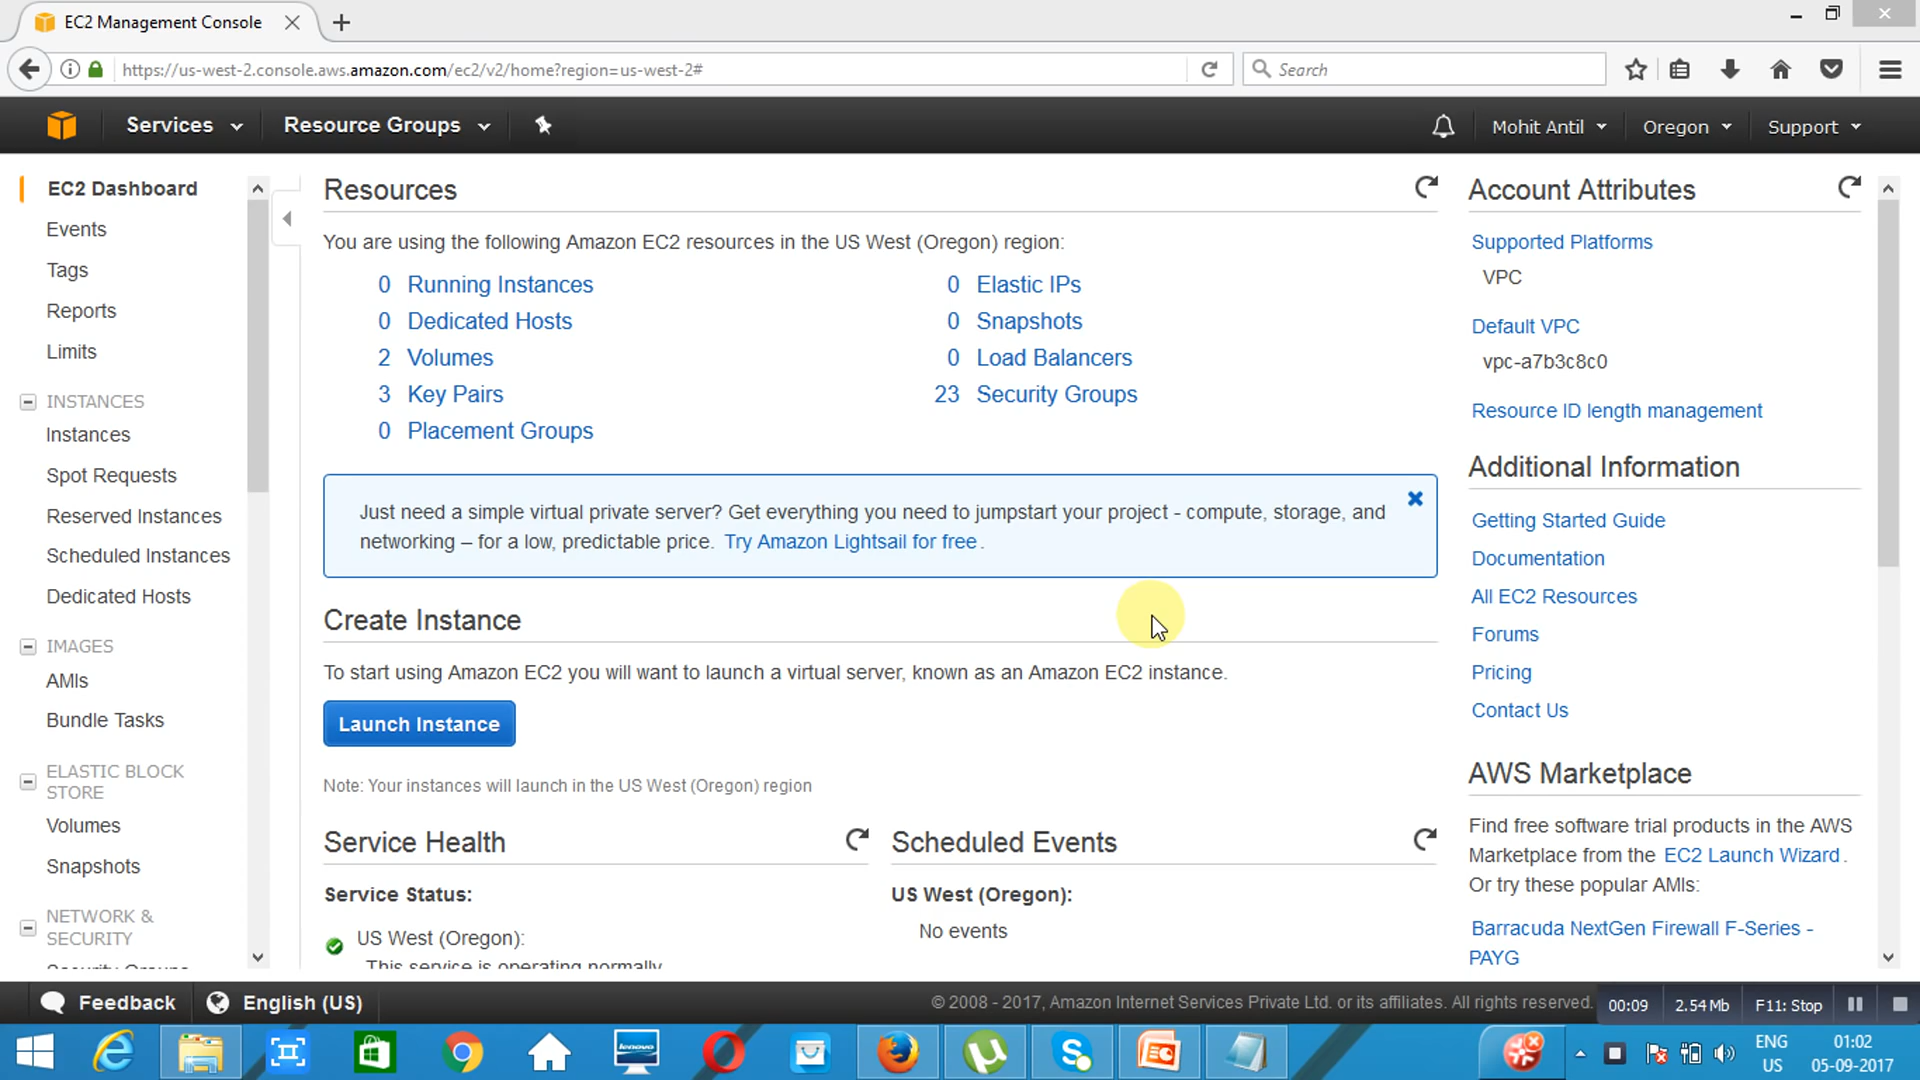 EC2 Management Console
https://us-west-2.console.aws.amazon.com/ec2/v2/home?region=us-west-2#
Search
Services
Resource Groups
Mohit Antil
Oregon
Support
EC2 Dashboard
Events
Tags
Reports
Limits
INSTANCES
Instances
Spot Requests
Reserved Instances
Scheduled Instances
Dedicated Hosts
IMAGES
AMIs
Bundle Tasks
ELASTIC BLOCK
STORE
Volumes
Snapshots
NETWORK &
SECURITY
Security Groups
Resources
You are using the following Amazon EC2 resources in the US West (Oregon) region:
0 Running Instances
0 Elastic IPs
0 Dedicated Hosts
0 Snapshots
2 Volumes
0 Load Balancers
3 Key Pairs
23 Security Groups
0 Placement Groups
Just need a simple virtual private server? Get everything you need to jumpstart your project - compute, storage, and
networking – for a low, predictable price. Try Amazon Lightsail for free.
Create Instance
To start using Amazon EC2 you will want to launch a virtual server, known as an Amazon EC2 instance.
Launch Instance
Note: Your instances will launch in the US West (Oregon) region
Service Health
Service Status:
US West (Oregon):
This service is operating normally
Scheduled Events
US West (Oregon):
No events
Account Attributes
Supported Platforms
VPC
Default VPC
vpc-a7b3c8c0
Resource ID length management
Additional Information
Getting Started Guide
Documentation
All EC2 Resources
Forums
Pricing
Contact Us
AWS Marketplace
Find free software trial products in the AWS
Marketplace from the EC2 Launch Wizard.
Or try these popular AMIs:
Barracuda NextGen Firewall F-Series -
PAYG
Feedback
English (US)
© 2008 - 2017, Amazon Internet Services Private Ltd. or its affiliates. All rights reserved.
00:09
2.54 Mb
F11: Stop
lenovo
ENG
US
01:02
05-09-2017